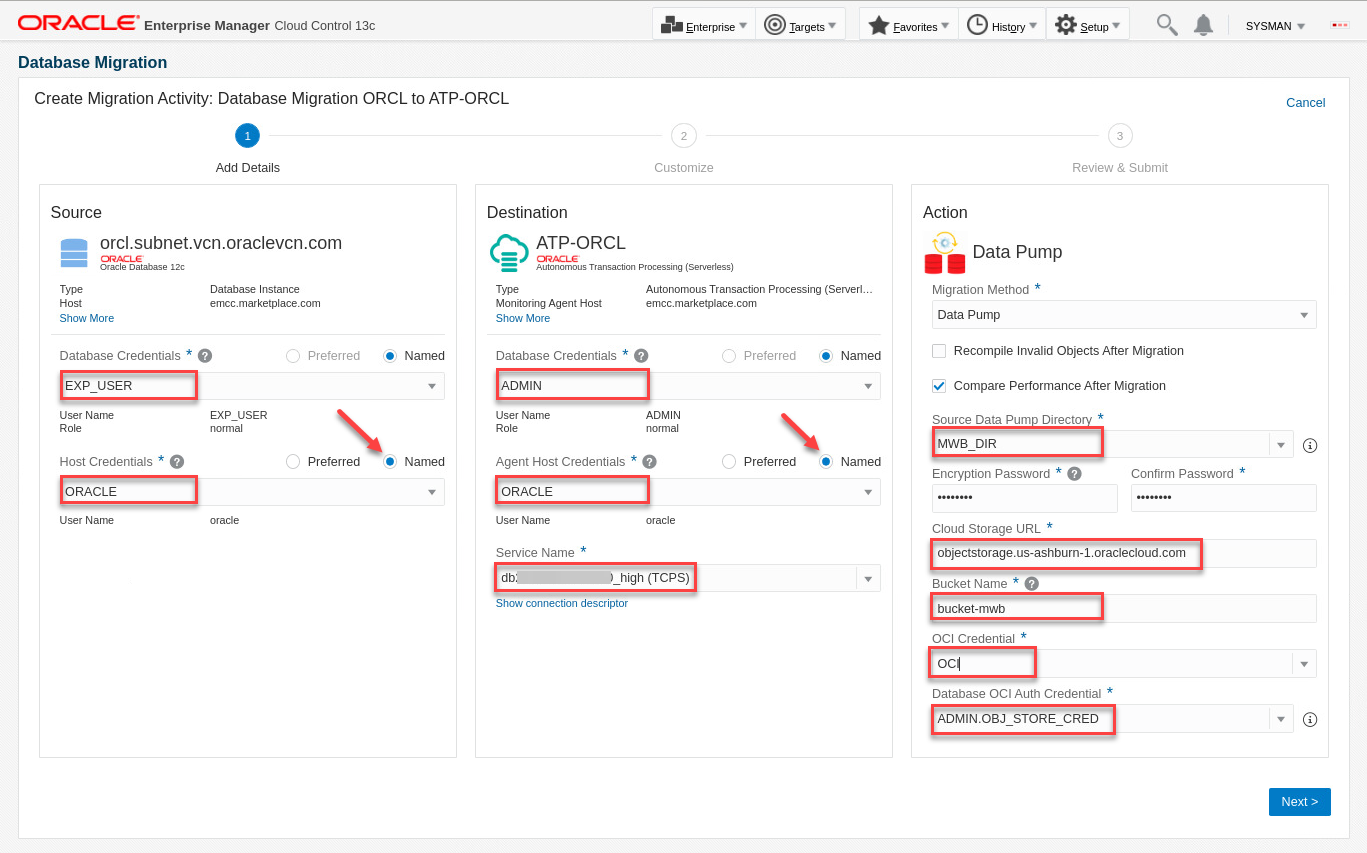 ORACLE Enterprise Manager Cloud Control 13c
Enterprise Targets Favorites History Setup SYSMAN
Database Migration
Create Migration Activity: Database Migration ORCL to ATP-ORCL
Cancel
1 2 3
Add Details Customize Review & Submit
Source
orcl.subnet.vcn.oraclevcn.com
ORACLE
Oracle Database 12c
Type Database Instance
Host emcc.marketplace.com
Show More
Database Credentials * ? Preferred Named
EXP_USER
User Name EXP_USER
Role normal
Host Credentials * ? Preferred Named
ORACLE
User Name oracle
Destination
ATP-ORCL
ORACLE
Autonomous Transaction Processing (Serverless)
Type Autonomous Transaction Processing (Serverl...
Monitoring Agent Host emcc.marketplace.com
Show More
Database Credentials * ? Preferred Named
ADMIN
User Name ADMIN
Role normal
Agent Host Credentials * ? Preferred Named
ORACLE
User Name oracle
Service Name *
_high (TCPS)
Show connection descriptor
Action
Data Pump
Migration Method *
Data Pump
Recompile Invalid Objects After Migration
Compare Performance After Migration
Source Data Pump Directory *
MWB_DIR
Encryption Password * ? Confirm Password *
•••••••• ••••••••
Cloud Storage URL *
objectstorage.us-ashburn-1.oraclecloud.com
Bucket Name * ?
bucket-mwb
OCI Credential *
OCI
Database OCI Auth Credential *
ADMIN.OBJ_STORE_CRED
Next >